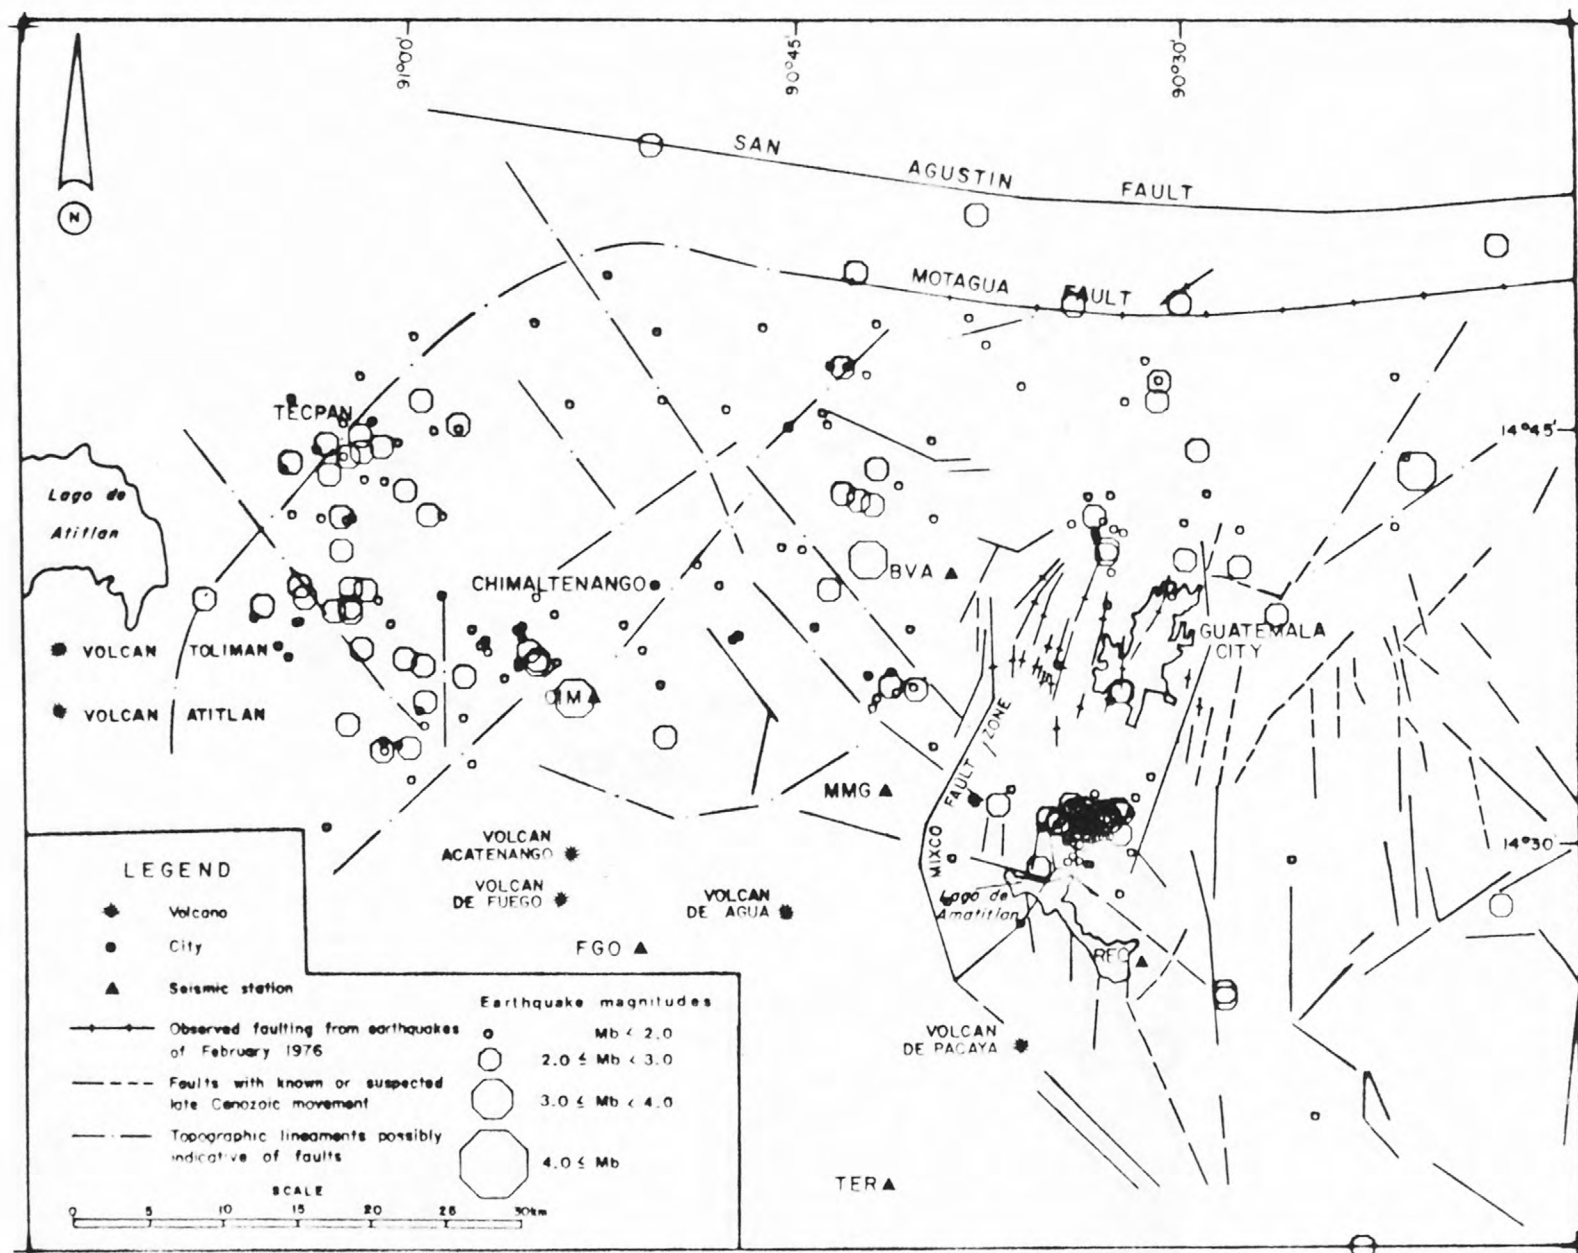 91°00'
90°45'
90°30'
SAN AGUSTIN FAULT
MOTAGUA FAULT
N
TECPAN
14°45'
Lago de
Atitlan
CHIMALTENANGO
BVA
GUATEMALA
CITY
VOLCAN TOLIMAN
VOLCAN ATITLAN
MIXCO FAULT ZONE
MMG
14°30'
VOLCAN
ACATENANGO
VOLCAN
DE FUEGO
VOLCAN
DE AGUA
Lago de
Amatitlan
FGO
REC
VOLCAN
DE PACAYA
TER
LEGEND
Volcano
City
Seismic station
Observed faulting from earthquakes
of February 1976
Faults with known or suspected
late Cenozoic movement
Topographic lineaments possibly
indicative of faults
SCALE
0 5 10 15 20 26 30km
Earthquake magnitudes
Mb < 2.0
2.0 ≤ Mb < 3.0
3.0 ≤ Mb < 4.0
4.0 ≤ Mb